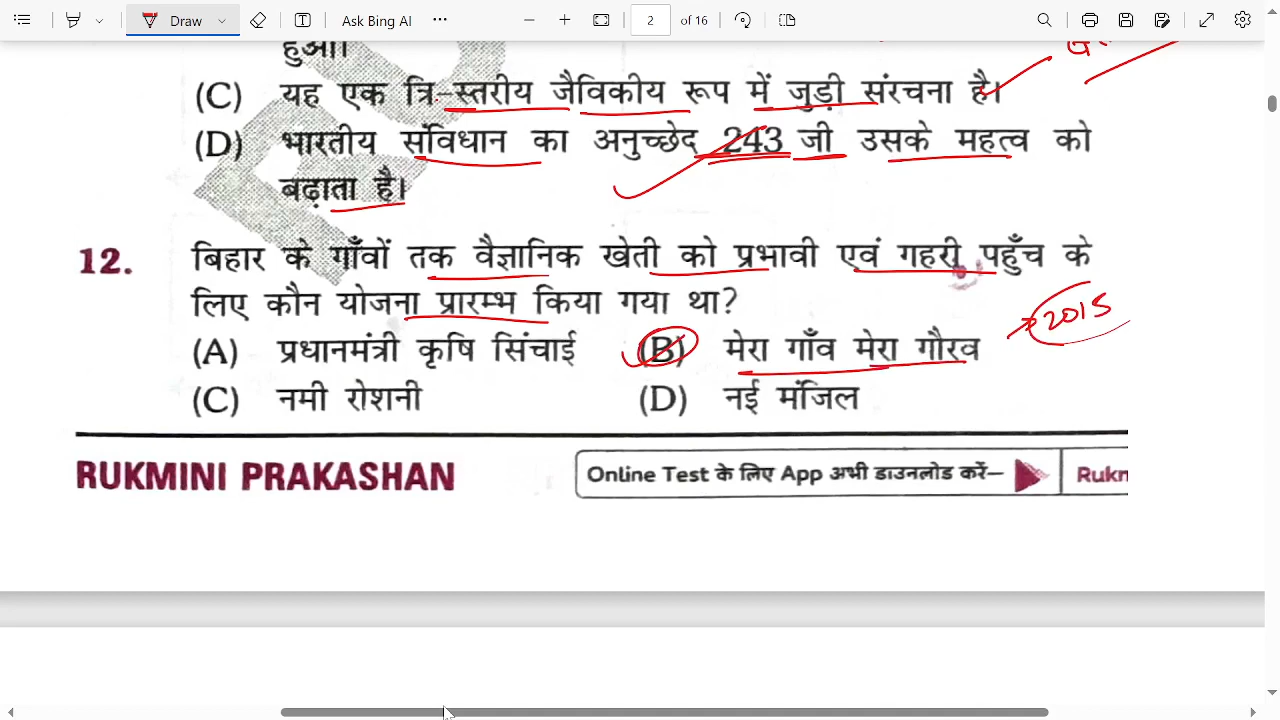 Draw
Ask Bing AI
2 of 16
हुआ।
(C) यह एक त्रि-स्तरीय जैविकीय रूप में जुड़ी संरचना है।
(D) भारतीय संविधान का अनुच्छेद 243 जी उसके महत्व को
बढ़ाता है।
12. बिहार के गाँवों तक वैज्ञानिक खेती को प्रभावी एवं गहरी पहुँच के
लिए कौन योजना प्रारम्भ किया गया था?
2015
(A) प्रधानमंत्री कृषि सिंचाई (B) मेरा गाँव मेरा गौरव
(C) नमी रोशनी (D) नई मंजिल
RUKMINI PRAKASHAN
Online Test के लिए App अभी डाउनलोड करें–